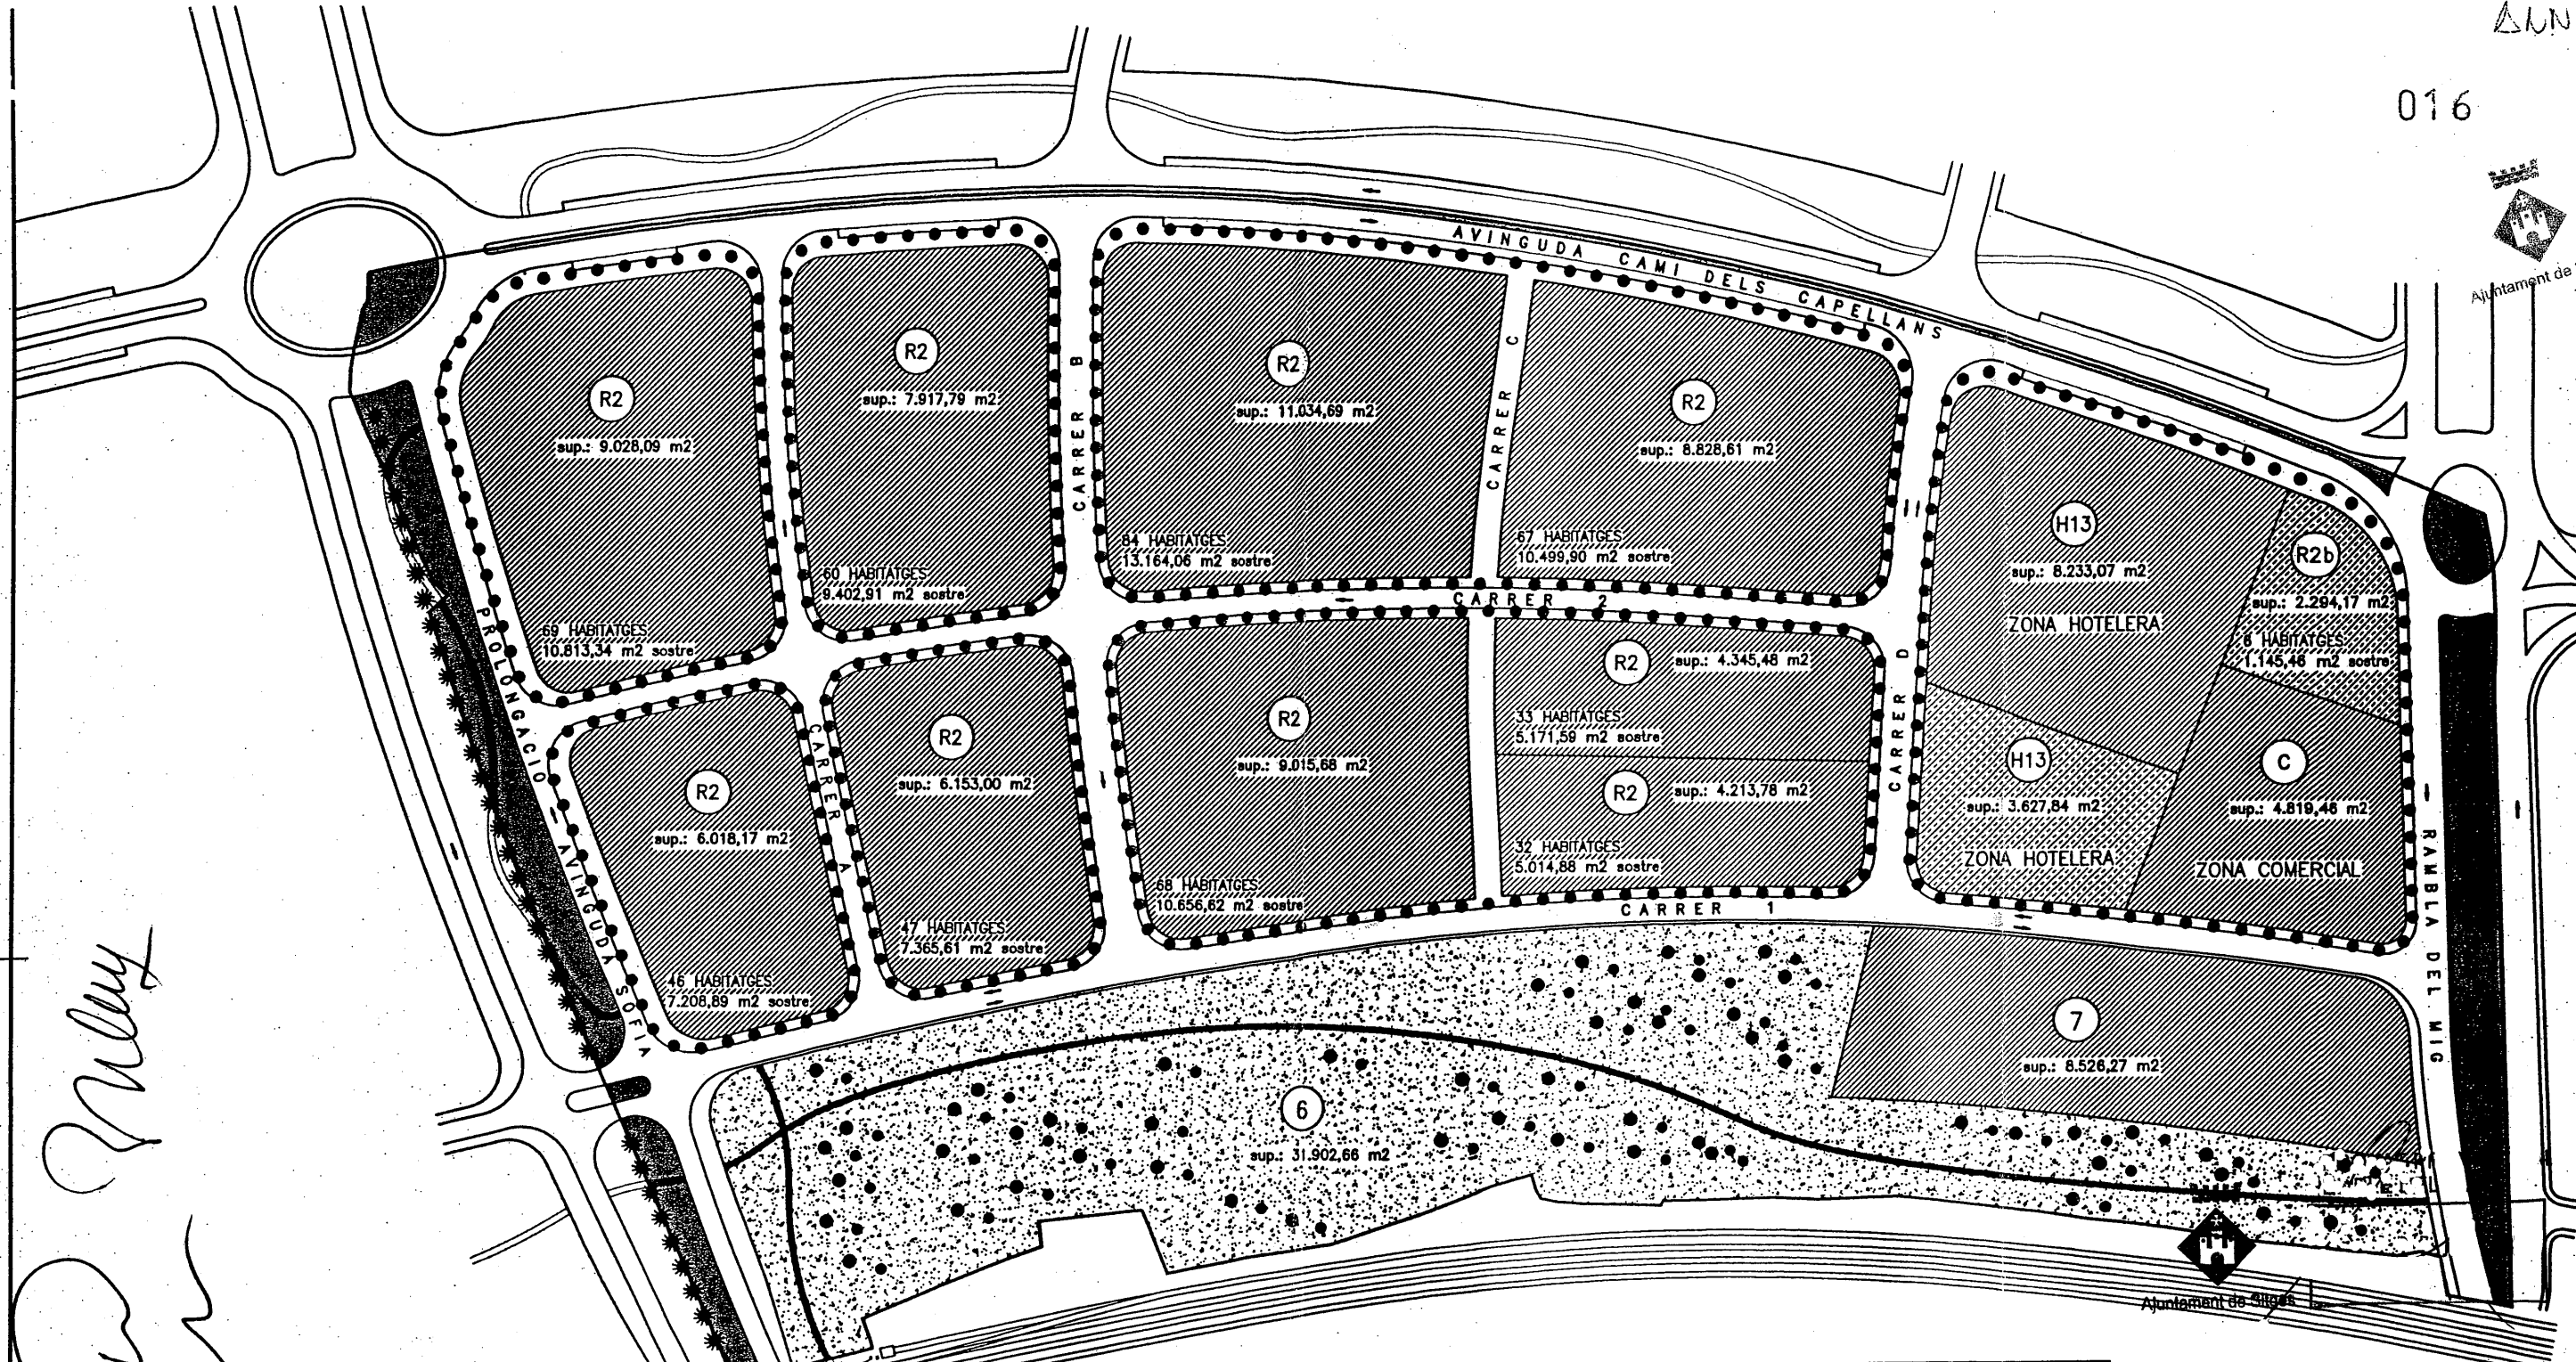 016
Ajuntament de
AVINGUDA CAMI DELS CAPELLANS
R2
sup.: 9.028,09 m2
69 HABITATGES
10.813,34 m2 sostre
R2
sup.: 7.917,79 m2
60 HABITATGES
9.402,91 m2 sostre
CARRER B
R2
sup.: 11.034,69 m2
84 HABITATGES
13.164,06 m2 sostre
CARRER C
R2
sup.: 8.828,61 m2
67 HABITATGES
10.499,90 m2 sostre
H13
sup.: 8.233,07 m2
ZONA HOTELERA
R2b
sup.: 2.294,17 m2
8 HABITATGES
1.145,46 m2 sostre
CARRER 2
PROLONGACIO AVINGUDA SOFIA
R2
sup.: 6.018,17 m2
46 HABITATGES
7.208,89 m2 sostre
CARRER A
R2
sup.: 6.153,00 m2
47 HABITATGES
7.365,61 m2 sostre
R2
sup.: 9.015,68 m2
68 HABITATGES
10.656,62 m2 sostre
R2
sup.: 4.345,48 m2
33 HABITATGES
5.171,59 m2 sostre
R2
sup.: 4.213,78 m2
32 HABITATGES
5.014,88 m2 sostre
CARRER D
H13
sup.: 3.627,84 m2
ZONA HOTELERA
C
sup.: 4.819,46 m2
ZONA COMERCIAL
RAMBLA DEL MIG
CARRER 1
7
sup.: 8.526,27 m2
6
sup.: 31.902,66 m2
Ajuntament de Sitges